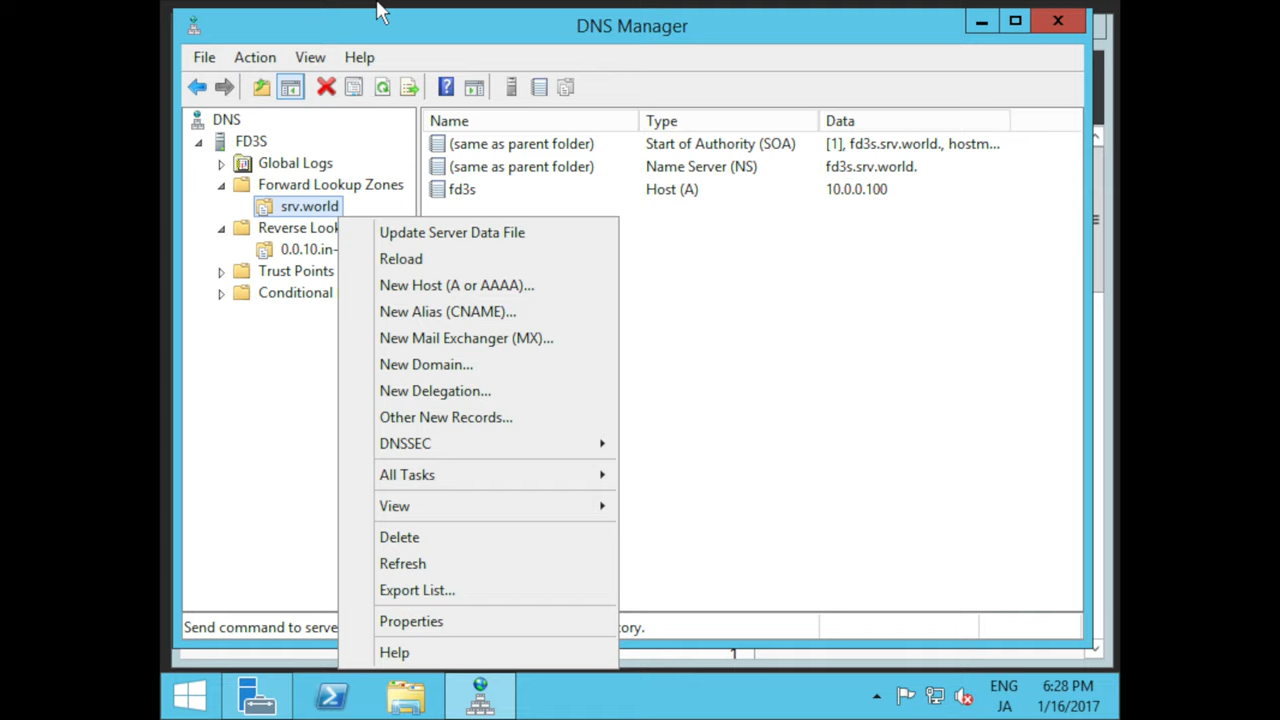 DNS Manager
File Action View Help
DNS
FD3S
Global Logs
Forward Lookup Zones
srv.world
Reverse Look
0.0.10.in-
Trust Points
Conditional
Name Type Data
(same as parent folder) Start of Authority (SOA) [1], fd3s.srv.world., hostm...
(same as parent folder) Name Server (NS) fd3s.srv.world.
fd3s Host (A) 10.0.0.100
Update Server Data File
Reload
New Host (A or AAAA)...
New Alias (CNAME)...
New Mail Exchanger (MX)...
New Domain...
New Delegation...
Other New Records...
DNSSEC
All Tasks
View
Delete
Refresh
Export List...
Properties
Help
Send command to serve tory.
1
ENG 6:28 PM
JA 1/16/2017